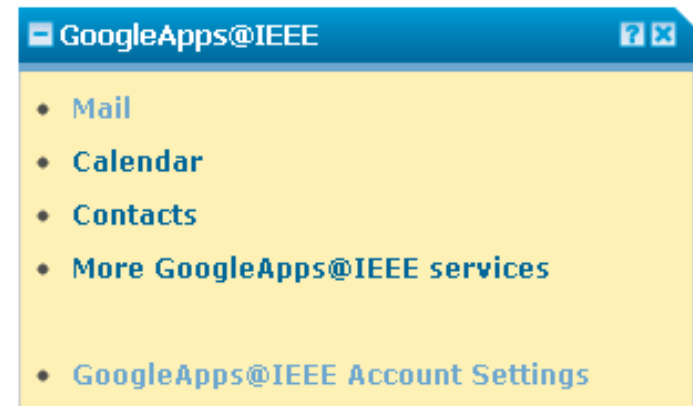 GoogleApps@IEEE
Mail
Calendar
Contacts
More GoogleApps@IEEE services
GoogleApps@IEEE Account Settings